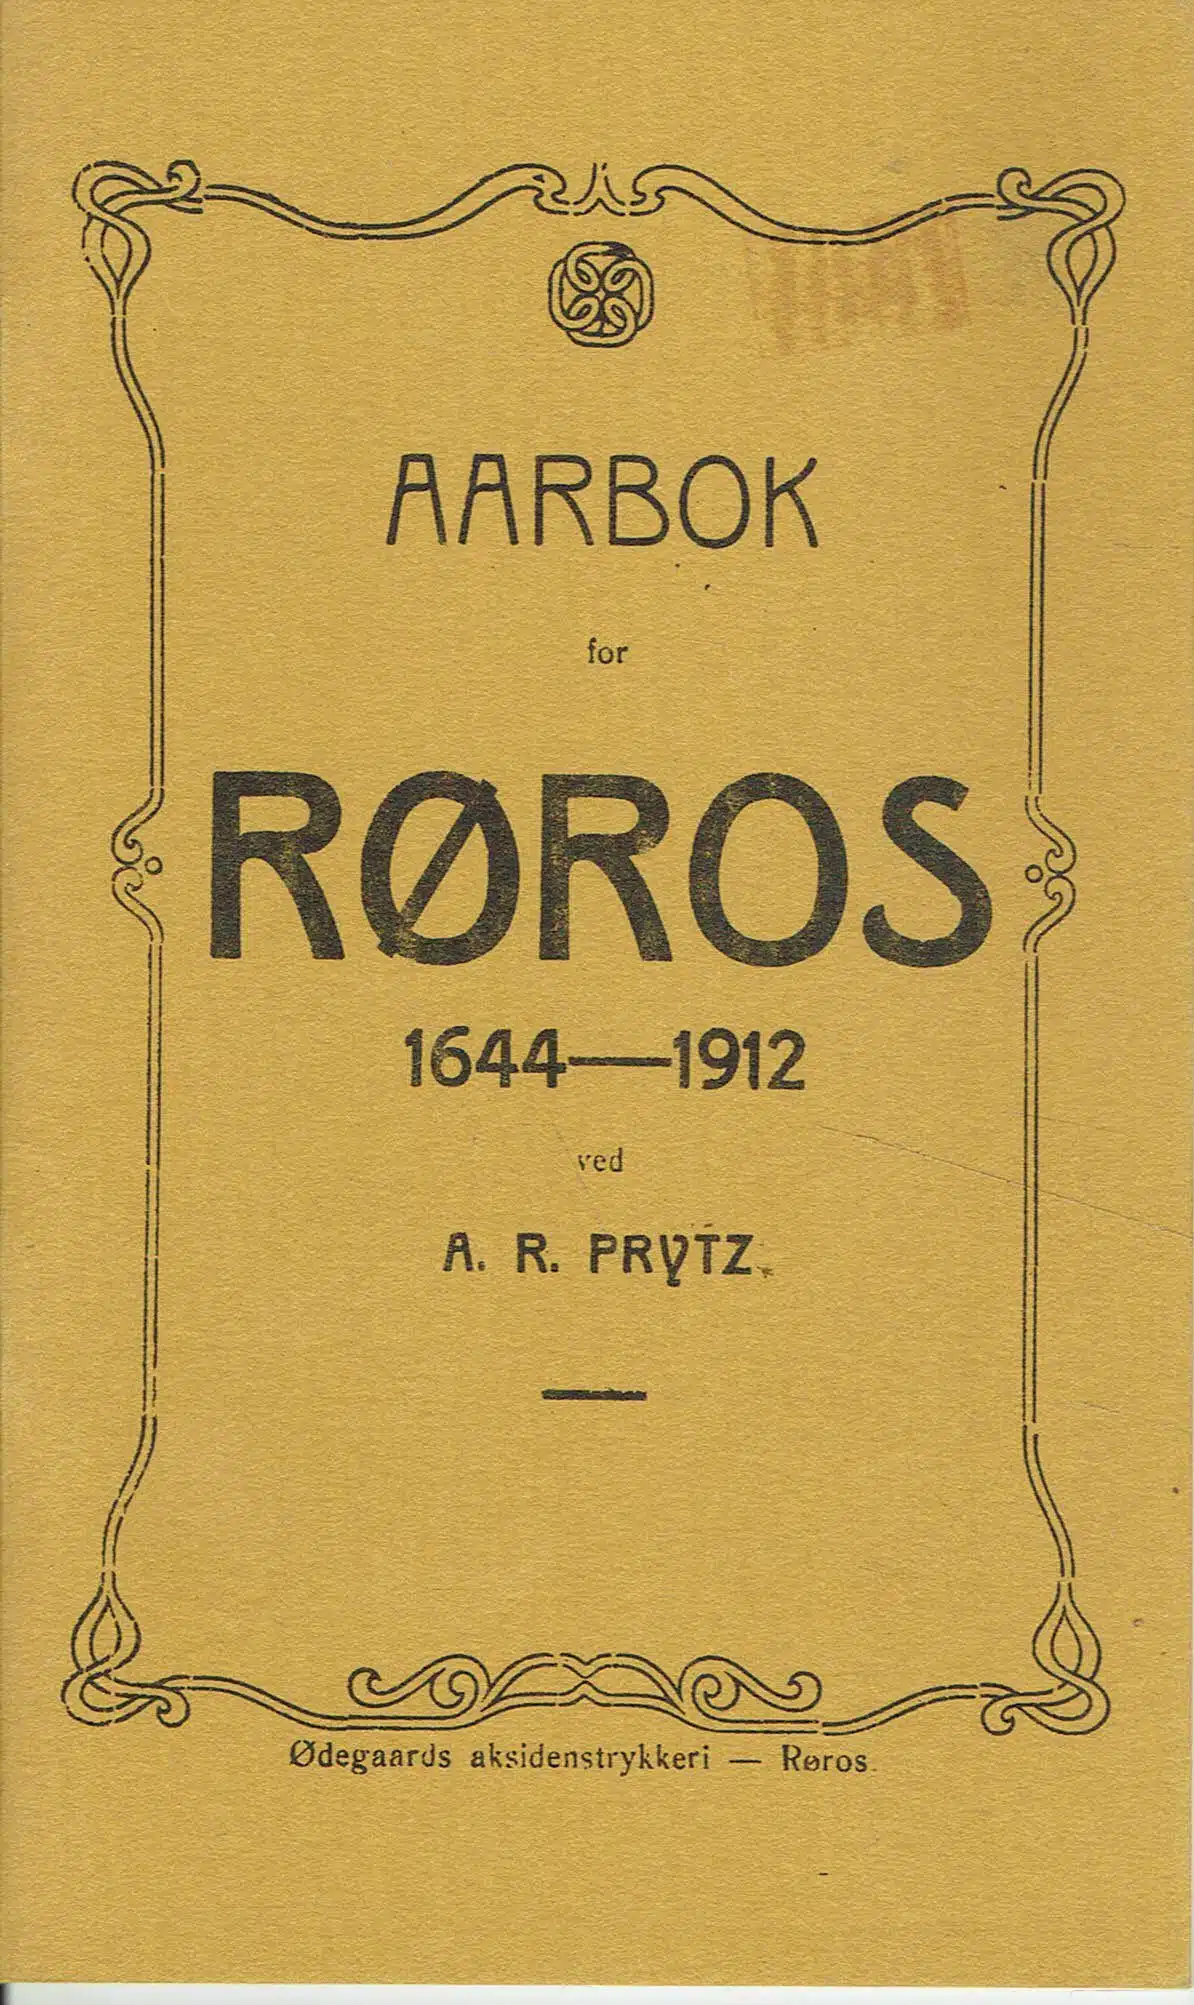 AARBOK
for
RØROS
1644—1912
ved
A. R. PRYTZ
Ødegaards aksidenstrykkeri — Røros.